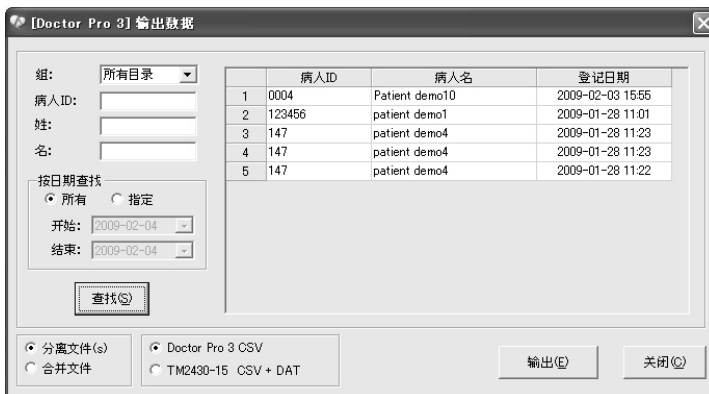 [Doctor Pro 3] 输出数据
组: 所有目录
病人ID:
姓:
名:
按日期查找
所有 指定
开始: 2009-02-04
结束: 2009-02-04
查找(S)
病人ID 病人名 登记日期
1 0004 Patient demo10 2009-02-03 15:55
2 123456 patient demo1 2009-01-28 11:01
3 147 patient demo4 2009-01-28 11:23
4 147 patient demo4 2009-01-28 11:23
5 147 patient demo4 2009-01-28 11:22
分离文件(s) Doctor Pro 3 CSV
合并文件 TM2430-15 CSV + DAT
输出(E) 关闭(C)